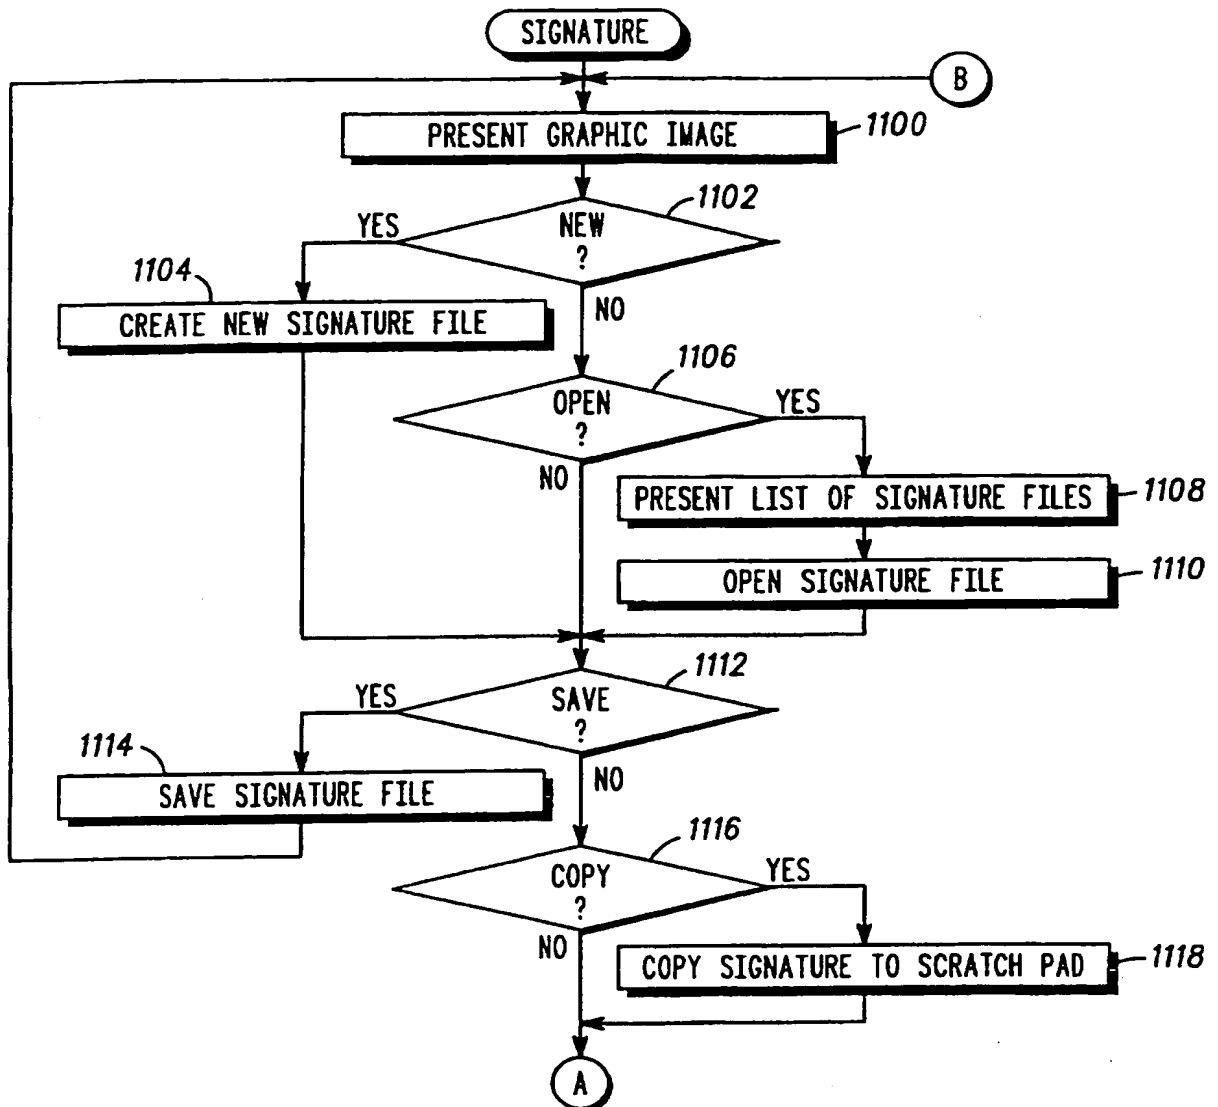 SIGNATURE
B
PRESENT GRAPHIC IMAGE
1100
1102
YES
NEW
?
1104
NO
CREATE NEW SIGNATURE FILE
1106
OPEN
?
YES
NO
PRESENT LIST OF SIGNATURE FILES
1108
OPEN SIGNATURE FILE
1110
1112
YES
SAVE
?
1114
NO
SAVE SIGNATURE FILE
1116
COPY
?
YES
NO
COPY SIGNATURE TO SCRATCH PAD
1118
A